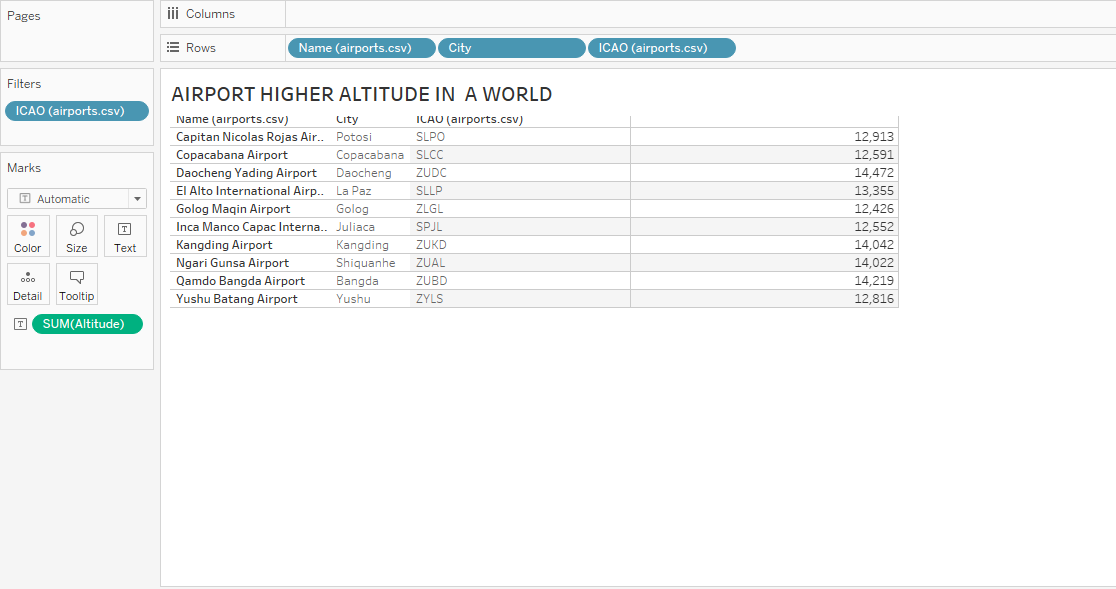 Pages
Columns
Rows
Name (airports.csv) City ICAO (airports.csv)
Filters
ICAO (airports.csv)
Marks
Automatic
Color Size Text
Detail Tooltip
SUM(Altitude)
AIRPORT HIGHER ALTITUDE IN A WORLD
Name (airports.csv) City ICAO (airports.csv)
Capitan Nicolas Rojas Air.. Potosi SLPO 12,913
Copacabana Airport Copacabana SLCC 12,591
Daocheng Yading Airport Daocheng ZUDC 14,472
El Alto International Airp.. La Paz SLLP 13,355
Golog Maqin Airport Golog ZLGL 12,426
Inca Manco Capac Interna.. Juliaca SPJL 12,552
Kangding Airport Kangding ZUKD 14,042
Ngari Gunsa Airport Shiquanhe ZUAL 14,022
Qamdo Bangda Airport Bangda ZUBD 14,219
Yushu Batang Airport Yushu ZYLS 12,816